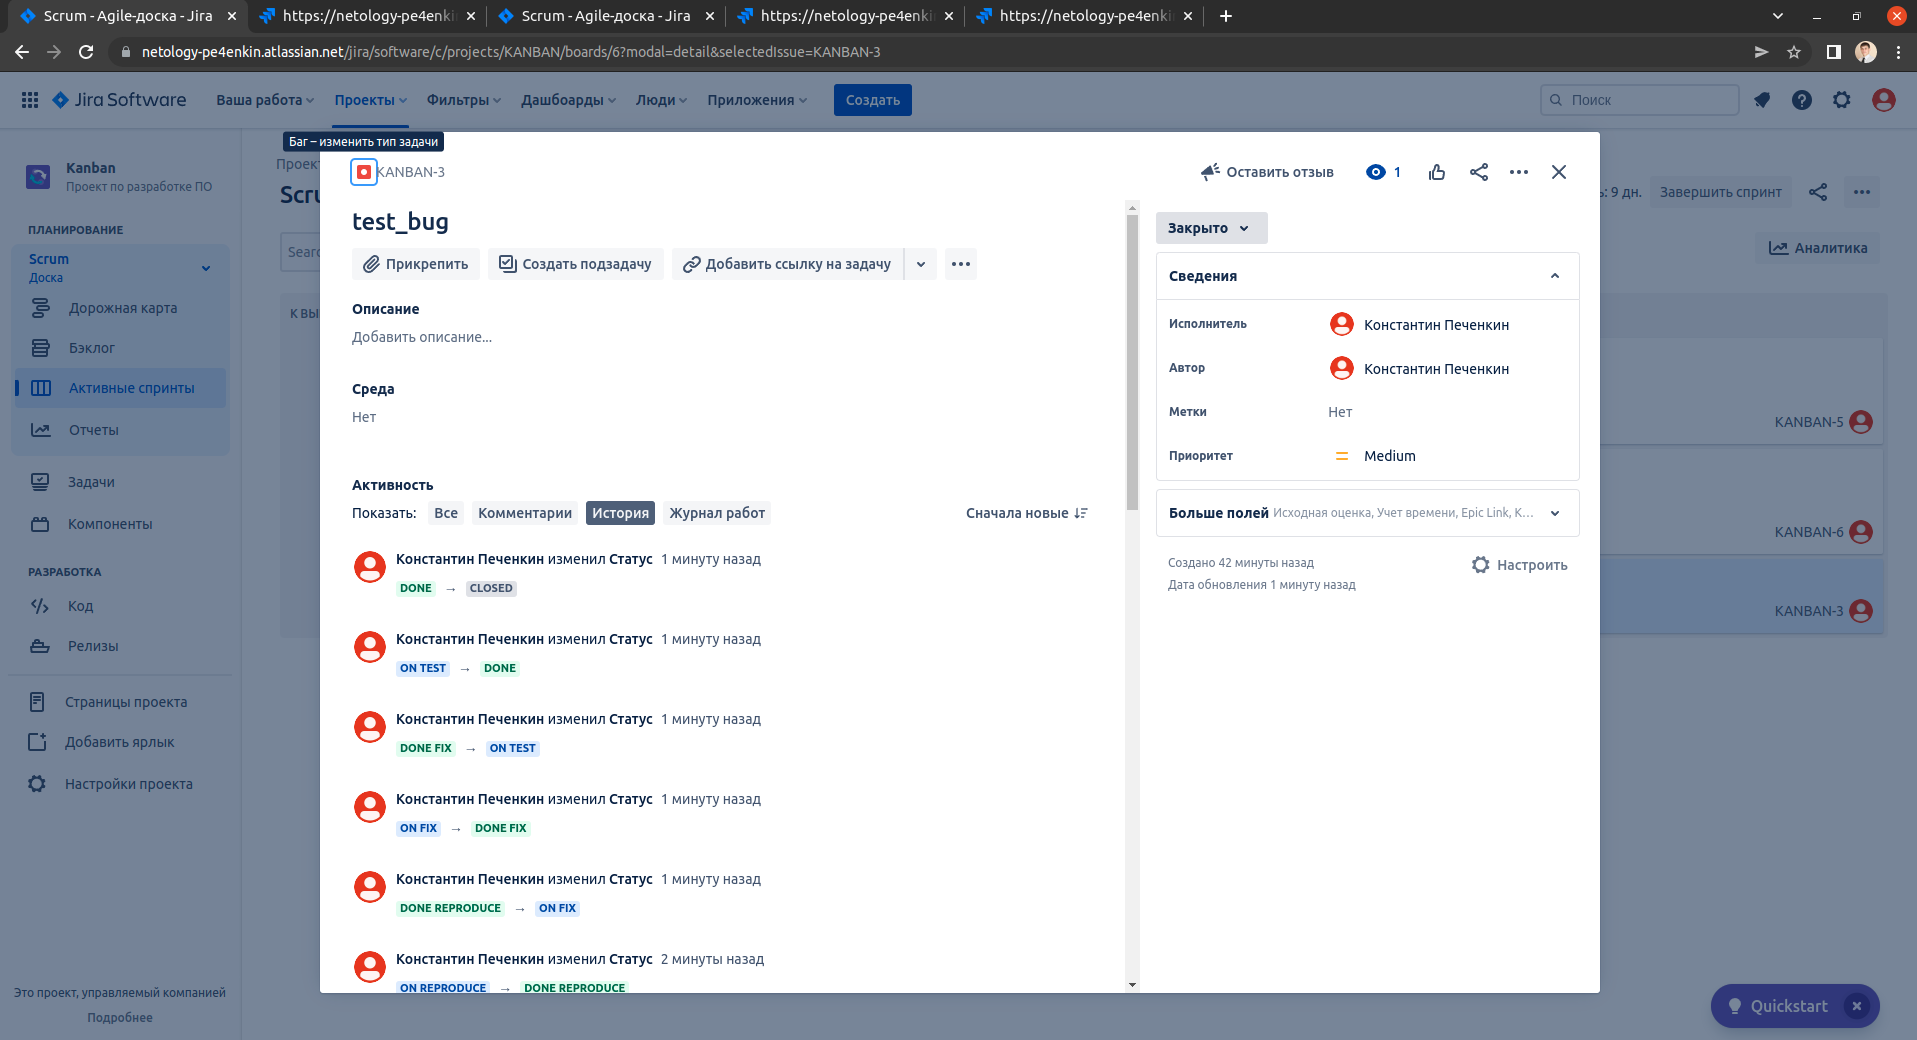 Scrum - Agile-доска - Jira
https://netology-pe4enki
Scrum - Agile-доска - Jira
https://netology-pe4enkin
https://netology-pe4enkin
netology-pe4enkin.atlassian.net/jira/software/c/projects/KANBAN/boards/6?modal=detail&selectedIssue=KANBAN-3
Jira Software
Ваша работа
Проекты
Фильтры
Дашборды
Люди
Приложения
Создать
Поиск
Баг – изменить тип задачи
Kanban
Проект по разработке ПО
ПЛАНИРОВАНИЕ
Scrum
Доска
Дорожная карта
Бэклог
Активные спринты
Отчеты
Задачи
Компоненты
РАЗРАБОТКА
Код
Релизы
Страницы проекта
Добавить ярлык
Настройки проекта
Это проект, управляемый компанией
Подробнее
Проект
Scru
Searc
К ВЫ
KANBAN-3
Оставить отзыв
1
test_bug
Прикрепить
Создать подзадачу
Добавить ссылку на задачу
Описание
Добавить описание...
Среда
Нет
Активность
Показать: Все Комментарии История Журнал работ
Сначала новые
Константин Печенкин изменил Статус 1 минуту назад
DONE → CLOSED
Константин Печенкин изменил Статус 1 минуту назад
ON TEST → DONE
Константин Печенкин изменил Статус 1 минуту назад
DONE FIX → ON TEST
Константин Печенкин изменил Статус 1 минуту назад
ON FIX → DONE FIX
Константин Печенкин изменил Статус 1 минуту назад
DONE REPRODUCE → ON FIX
Константин Печенкин изменил Статус 2 минуты назад
ON REPRODUCE → DONE REPRODUCE
Закрыто
Сведения
Исполнитель
Константин Печенкин
Автор
Константин Печенкин
Метки
Нет
Приоритет
Medium
Больше полей Исходная оценка, Учет времени, Epic Link, К...
Создано 42 минуты назад
Дата обновления 1 минуту назад
Настроить
ь: 9 дн.
Завершить спринт
Аналитика
KANBAN-5
KANBAN-6
KANBAN-3
Quickstart